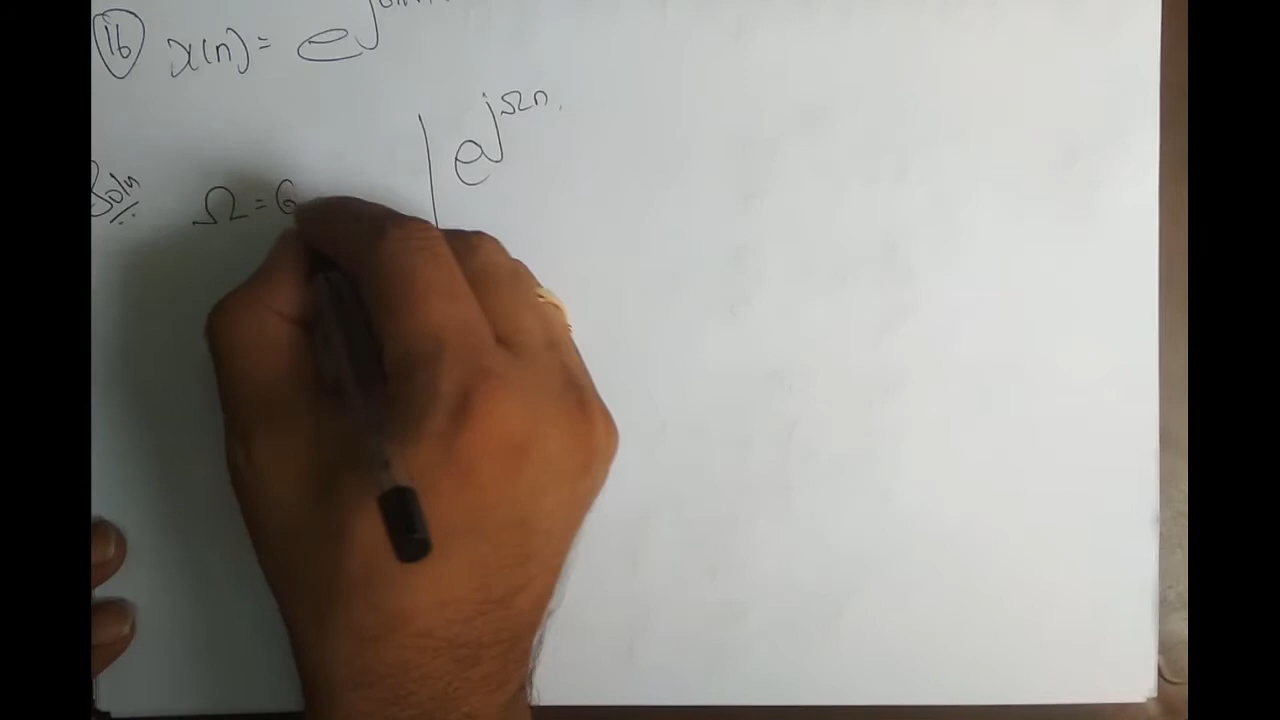 16 x(n) = e^j
e^jΩn
Soln Ω = 6